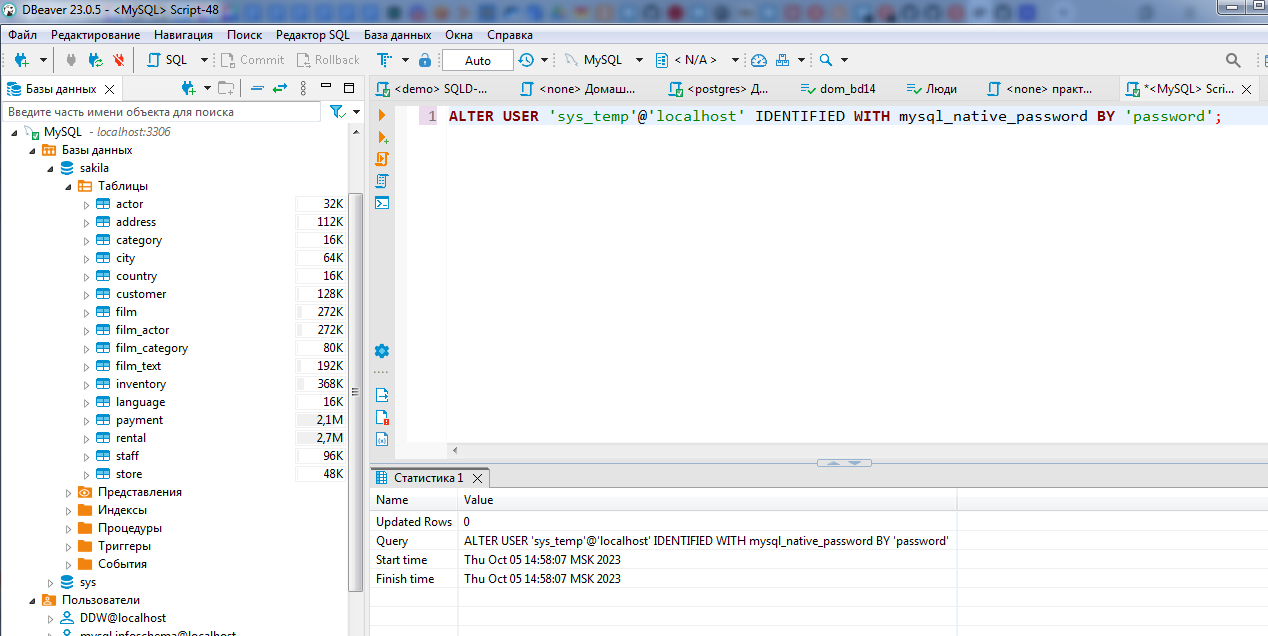 DBeaver 23.0.5 - <MySQL> Script-48
Файл Редактирование Навигация Поиск Редактор SQL База данных Окна Справка
SQL Commit Rollback Auto MySQL < N/A >
Базы данных
<demo> SQLD-... <none> Домаш... <postgres> Д... dom_bd14 Люди <none> практ... *<MySQL> Scri...
Введите часть имени объекта для поиска
1 ALTER USER 'sys_temp'@'localhost' IDENTIFIED WITH mysql_native_password BY 'password';
MySQL - localhost:3306
Базы данных
sakila
Таблицы
actor 32K
address 112K
category 16K
city 64K
country 16K
customer 128K
film 272K
film_actor 272K
film_category 80K
film_text 192K
inventory 368K
language 16K
payment 2,1M
rental 2,7M
staff 96K
store 48K
Представления
Индексы
Процедуры
Триггеры
События
sys
Пользователи
DDW@localhost
mysql.infoschema@localhost
Статистика 1
Name Value
Updated Rows 0
Query ALTER USER 'sys_temp'@'localhost' IDENTIFIED WITH mysql_native_password BY 'password'
Start time Thu Oct 05 14:58:07 MSK 2023
Finish time Thu Oct 05 14:58:07 MSK 2023